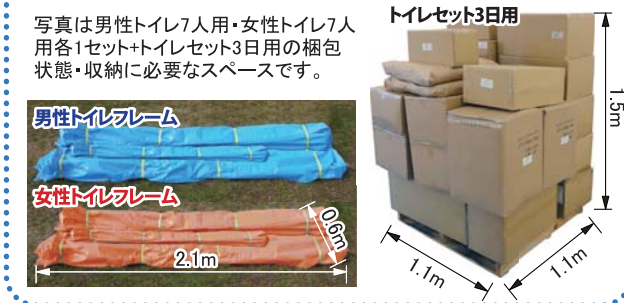 写真は男性トイレ7人用・女性トイレ7人
用各1セット+トイレセット3日用の梱包
状態・収納に必要なスペースです。
男性トイレフレーム
女性トイレフレーム
0.6m
2.1m
トイレセット3日用
1.5m
1.1m
1.1m